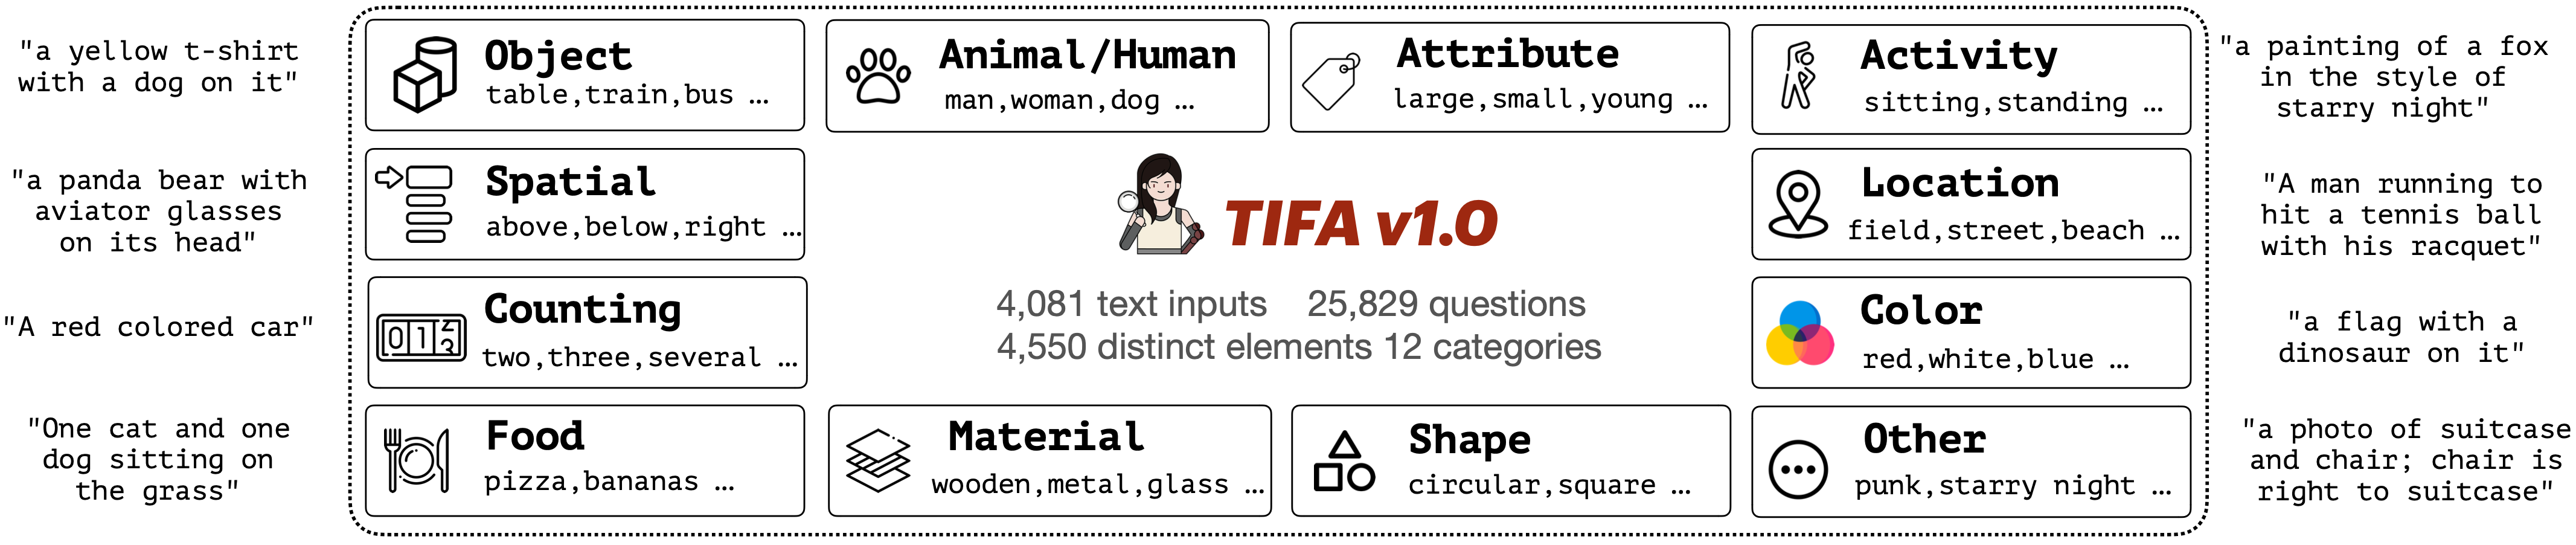 "a yellow t-shirt
with a dog on it"
"a panda bear with
aviator glasses
on its head"
"A red colored car"
"One cat and one
dog sitting on
the grass"
Object
table,train,bus ...
Animal/Human
man,woman,dog ...
Attribute
large,small,young ...
Activity
sitting,standing ...
Spatial
above,below,right ...
TIFA v1.0
Location
field,street,beach ...
Counting
0 1 2 3
two,three,several ...
4,081 text inputs 25,829 questions
4,550 distinct elements 12 categories
Color
red,white,blue ...
Food
pizza,bananas ...
Material
wooden,metal,glass ...
Shape
circular,square ...
Other
punk,starry night ...
"a painting of a fox
in the style of
starry night"
"A man running to
hit a tennis ball
with his racquet"
"a flag with a
dinosaur on it"
"a photo of suitcase
and chair; chair is
right to suitcase"